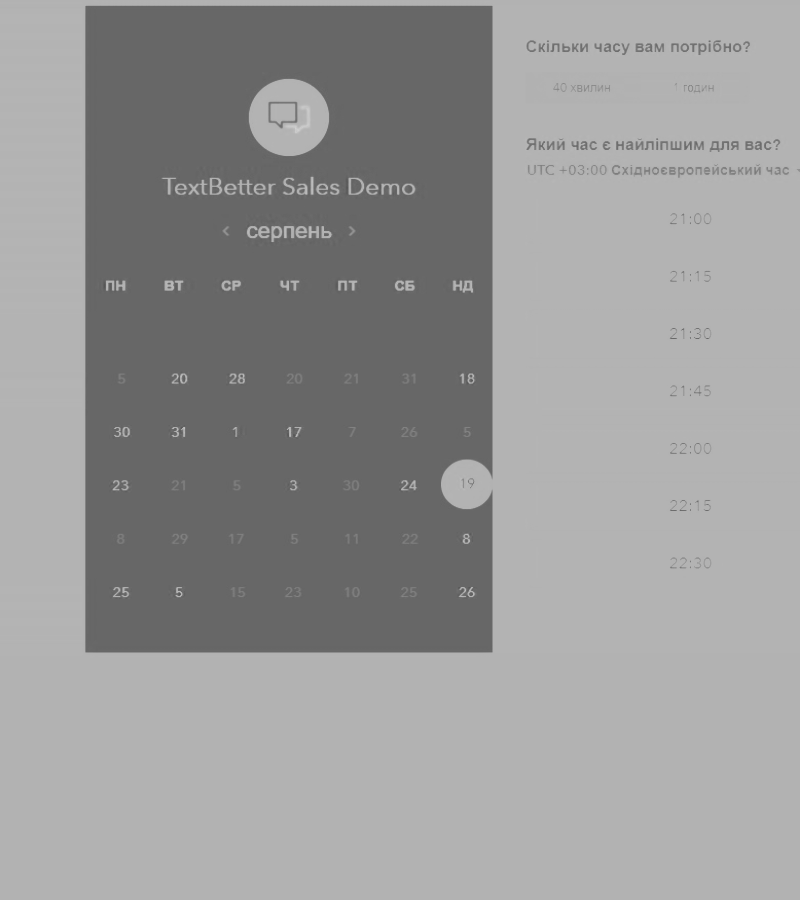 TextBetter Sales Demo
< серпень >
ПН ВТ СР ЧТ ПТ СБ НД
5 20 28 20 21 31 18
30 31 1 17 7 26 5
23 21 5 3 30 24 19
8 29 17 5 11 22 8
25 5 15 23 10 25 26
Скільки часу вам потрібно?
40 хвилин 1 годин
Який час є найліпшим для вас?
UTC +03:00 Східноєвропейський час
21:00
21:15
21:30
21:45
22:00
22:15
22:30